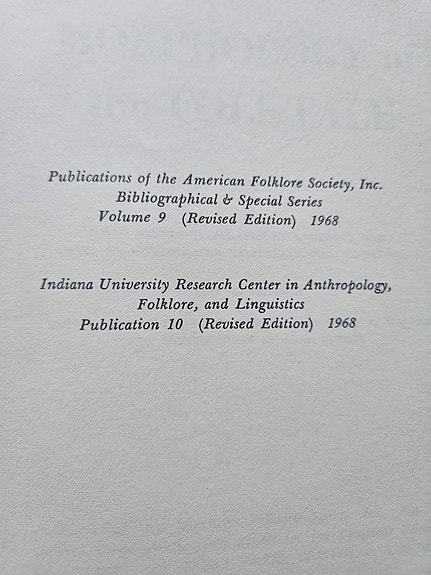 Publications of the American Folklore Society, Inc.
Bibliographical & Special Series
Volume 9 (Revised Edition) 1968
Indiana University Research Center in Anthropology,
Folklore, and Linguistics
Publication 10 (Revised Edition) 1968